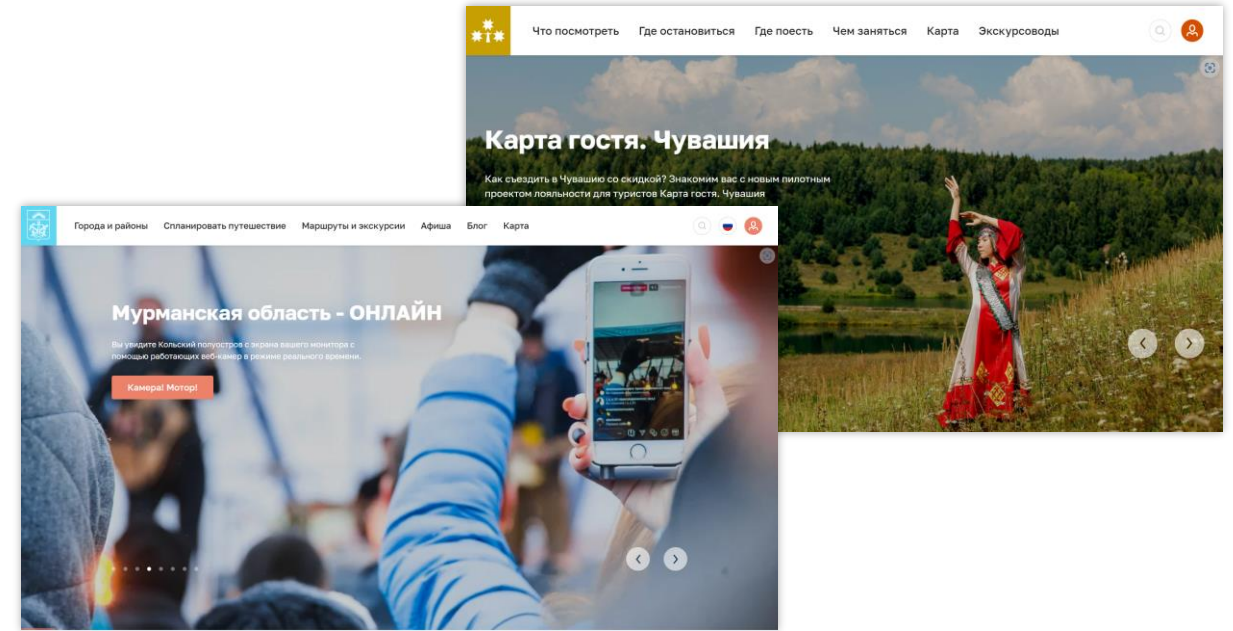 Что посмотреть Где остановиться Где поесть Чем заняться Карта Экскурсоводы
Карта гостя. Чувашия
Как съездить в Чувашию со скидкой? Знакомим вас с новым пилотным
проектом лояльности для туристов Карта гостя. Чувашия
Города и районы Спланировать путешествие Маршруты и экскурсии Афиша Блог Карта
Мурманская область - ОНЛАЙН
Вы увидите Кольский полуостров с экрана вашего монитора с
помощью работающих веб-камер в режиме реального времени.
Камера! Мотор!